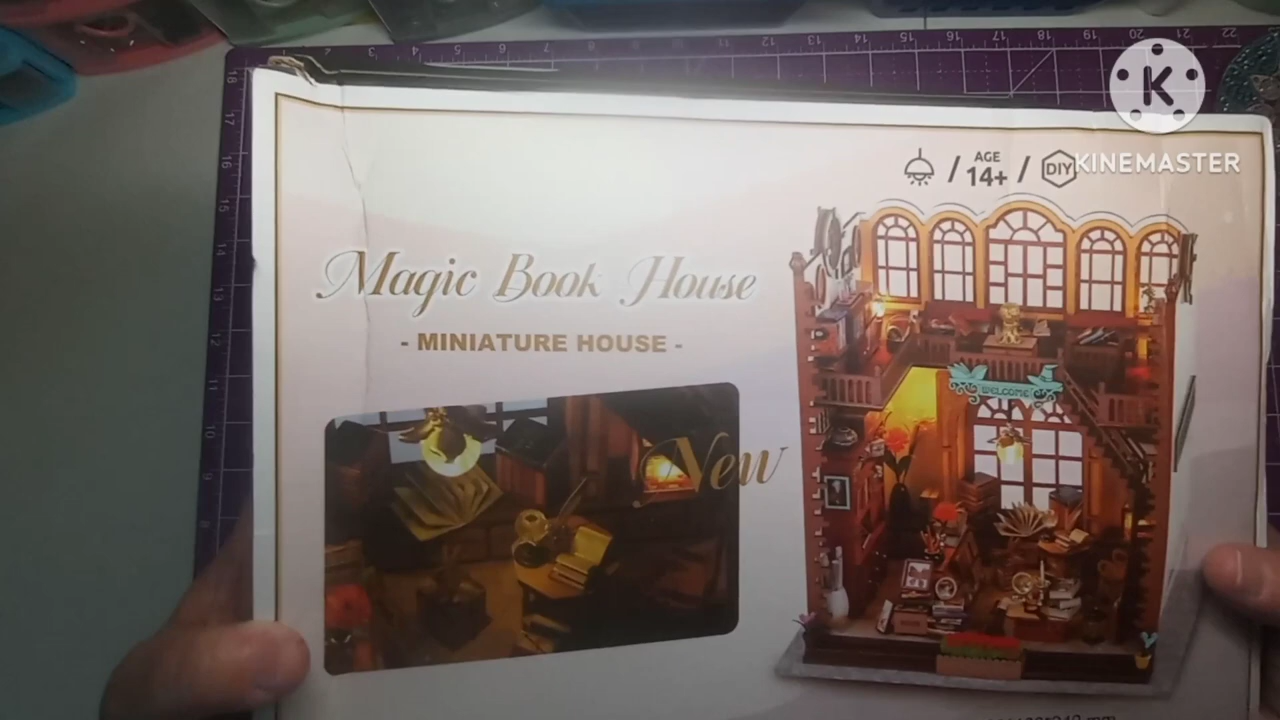 AGE
/ 14+ / DIY
K
KINEMASTER
Magic Book House
- MINIATURE HOUSE -
New
WELCOME